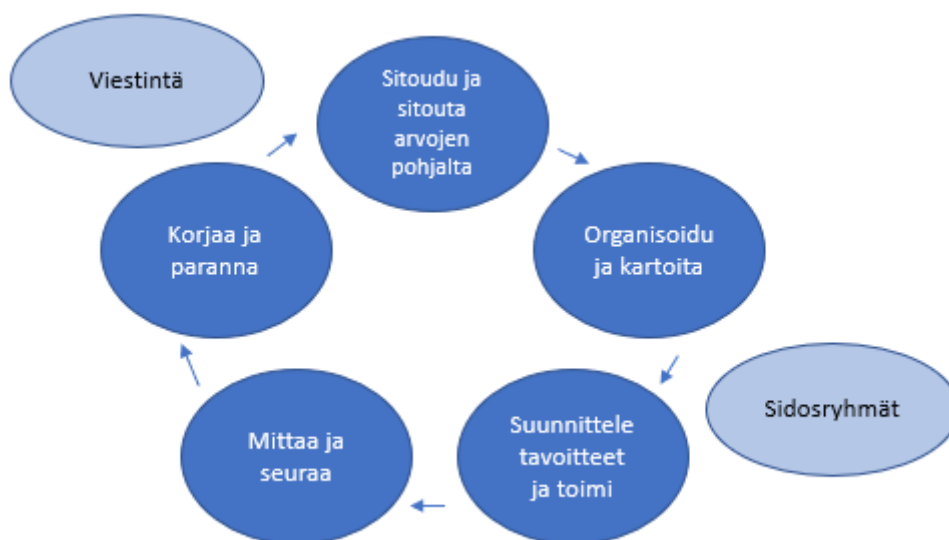 Viestintä
Sitoudu ja
sitouta
arvojen
pohjalta
Organisoidu
ja kartoita
Sidosryhmät
Suunnittele
tavoitteet
ja toimi
Mittaa ja
seuraa
Korjaa ja
paranna